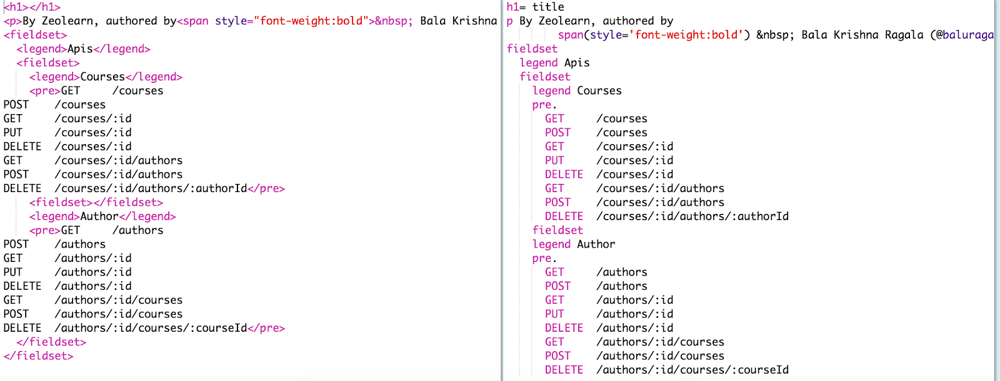 <h1></h1>
<p>By Zeolearn, authored by<span style="font-weight:bold">&nbsp; Bala Krishna
<fieldset>
  <legend>Apis</legend>
  <fieldset>
    <legend>Courses</legend>
    <pre>GET     /courses
POST    /courses
GET     /courses/:id
PUT     /courses/:id
DELETE  /courses/:id
GET     /courses/:id/authors
POST    /courses/:id/authors
DELETE  /courses/:id/authors/:authorId</pre>
    <fieldset></fieldset>
    <legend>Author</legend>
    <pre>GET     /authors
POST    /authors
GET     /authors/:id
PUT     /authors/:id
DELETE  /authors/:id
GET     /authors/:id/courses
POST    /authors/:id/courses
DELETE  /authors/:id/courses/:courseId</pre>
  </fieldset>
</fieldset>
h1= title
p By Zeolearn, authored by
        span(style='font-weight:bold') &nbsp; Bala Krishna Ragala (@baluraga
fieldset
  legend Apis
  fieldset
    legend Courses
    pre.
      GET     /courses
      POST    /courses
      GET     /courses/:id
      PUT     /courses/:id
      DELETE  /courses/:id
      GET     /courses/:id/authors
      POST    /courses/:id/authors
      DELETE  /courses/:id/authors/:authorId
    fieldset
    legend Author
    pre.
      GET     /authors
      POST    /authors
      GET     /authors/:id
      PUT     /authors/:id
      DELETE  /authors/:id
      GET     /authors/:id/courses
      POST    /authors/:id/courses
      DELETE  /authors/:id/courses/:courseId